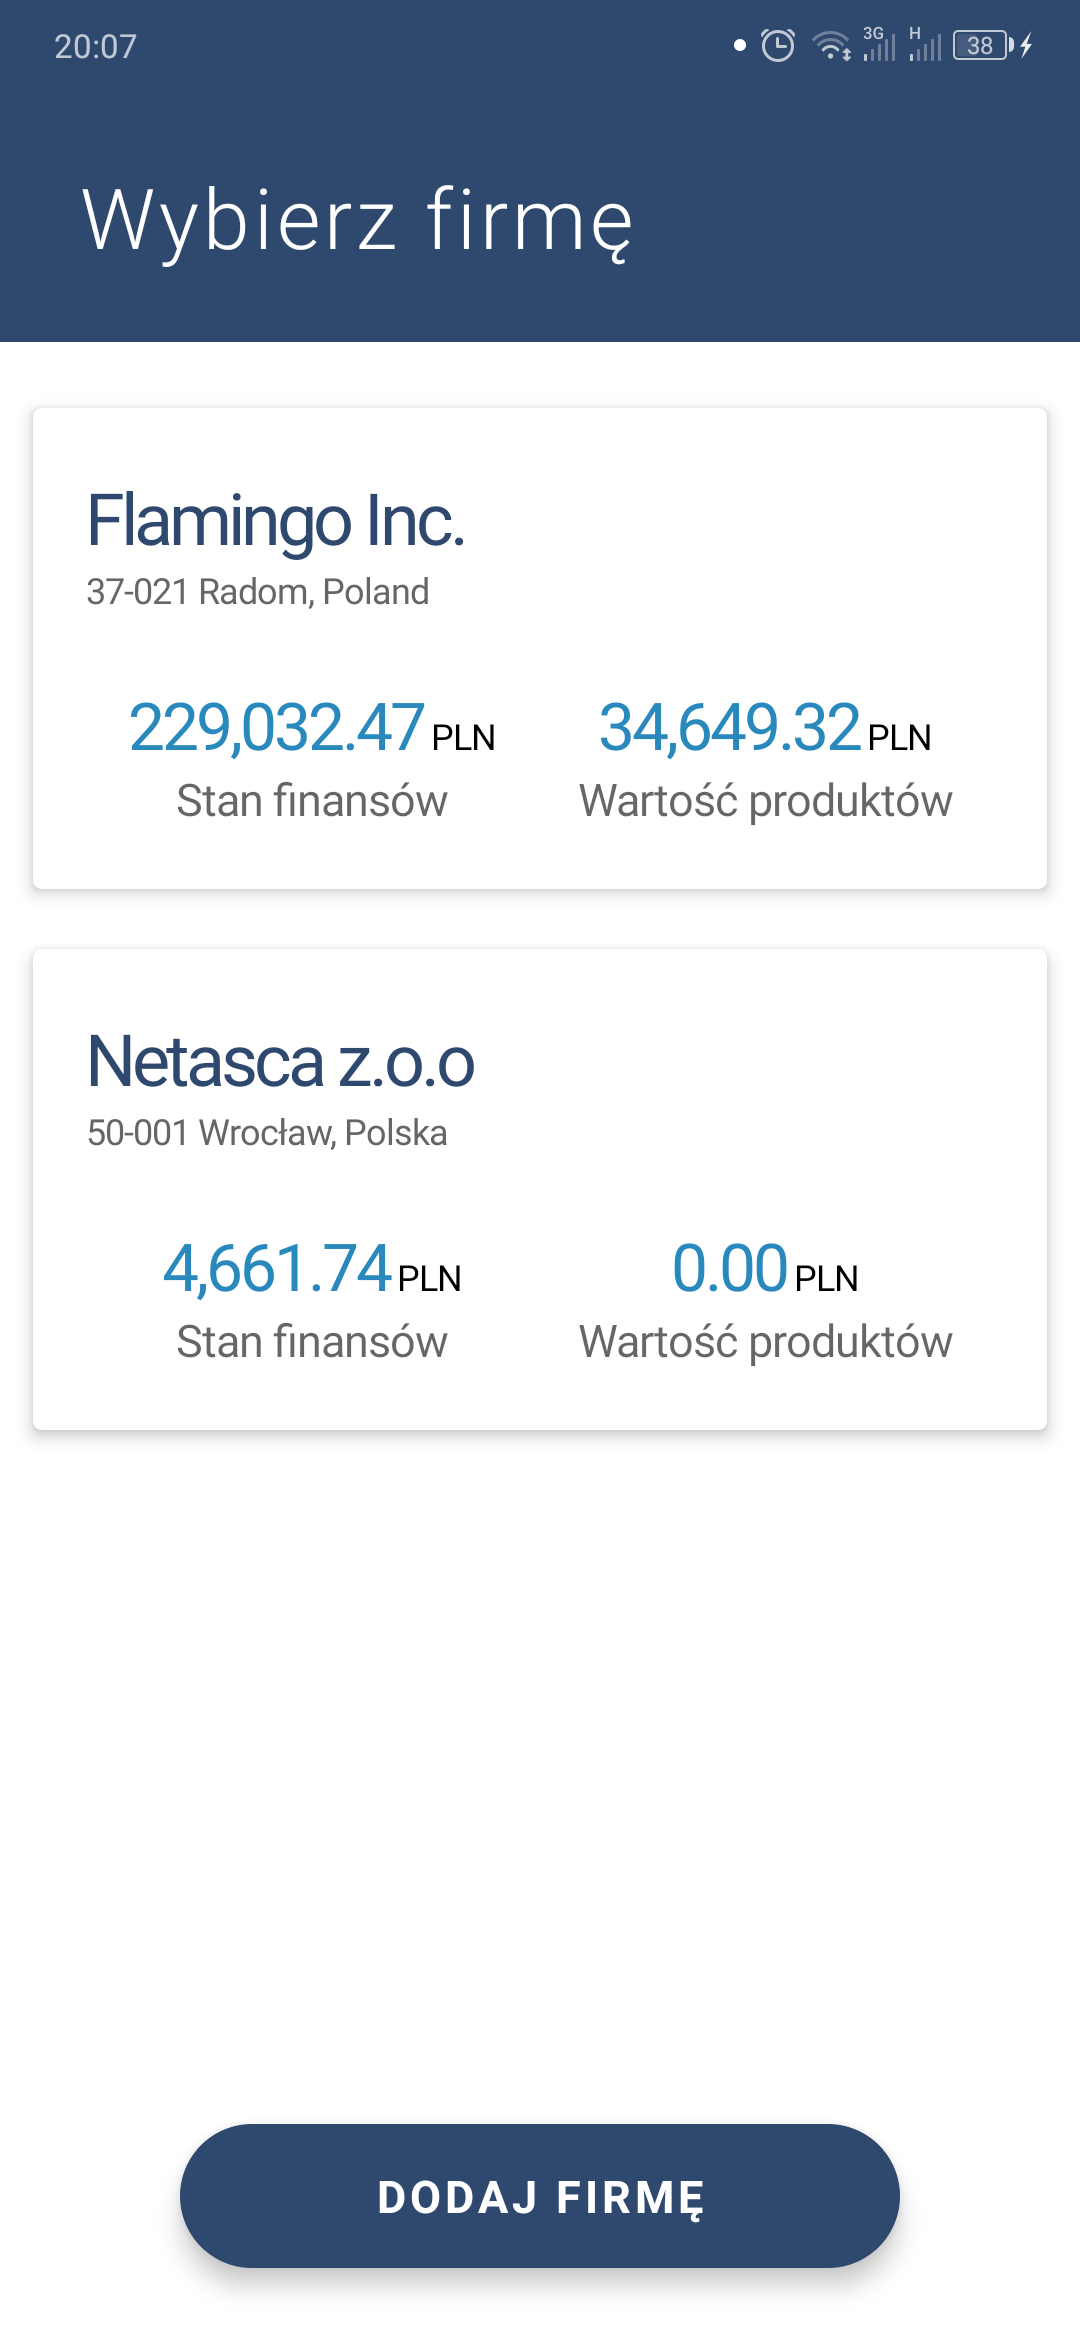 20:07
3G H 38
Wybierz firmę
Flamingo Inc.
37-021 Radom, Poland
229,032.47 PLN 34,649.32 PLN
Stan finansów Wartość produktów
Netasca z.o.o
50-001 Wrocław, Polska
4,661.74 PLN 0.00 PLN
Stan finansów Wartość produktów
DODAJ FIRMĘ